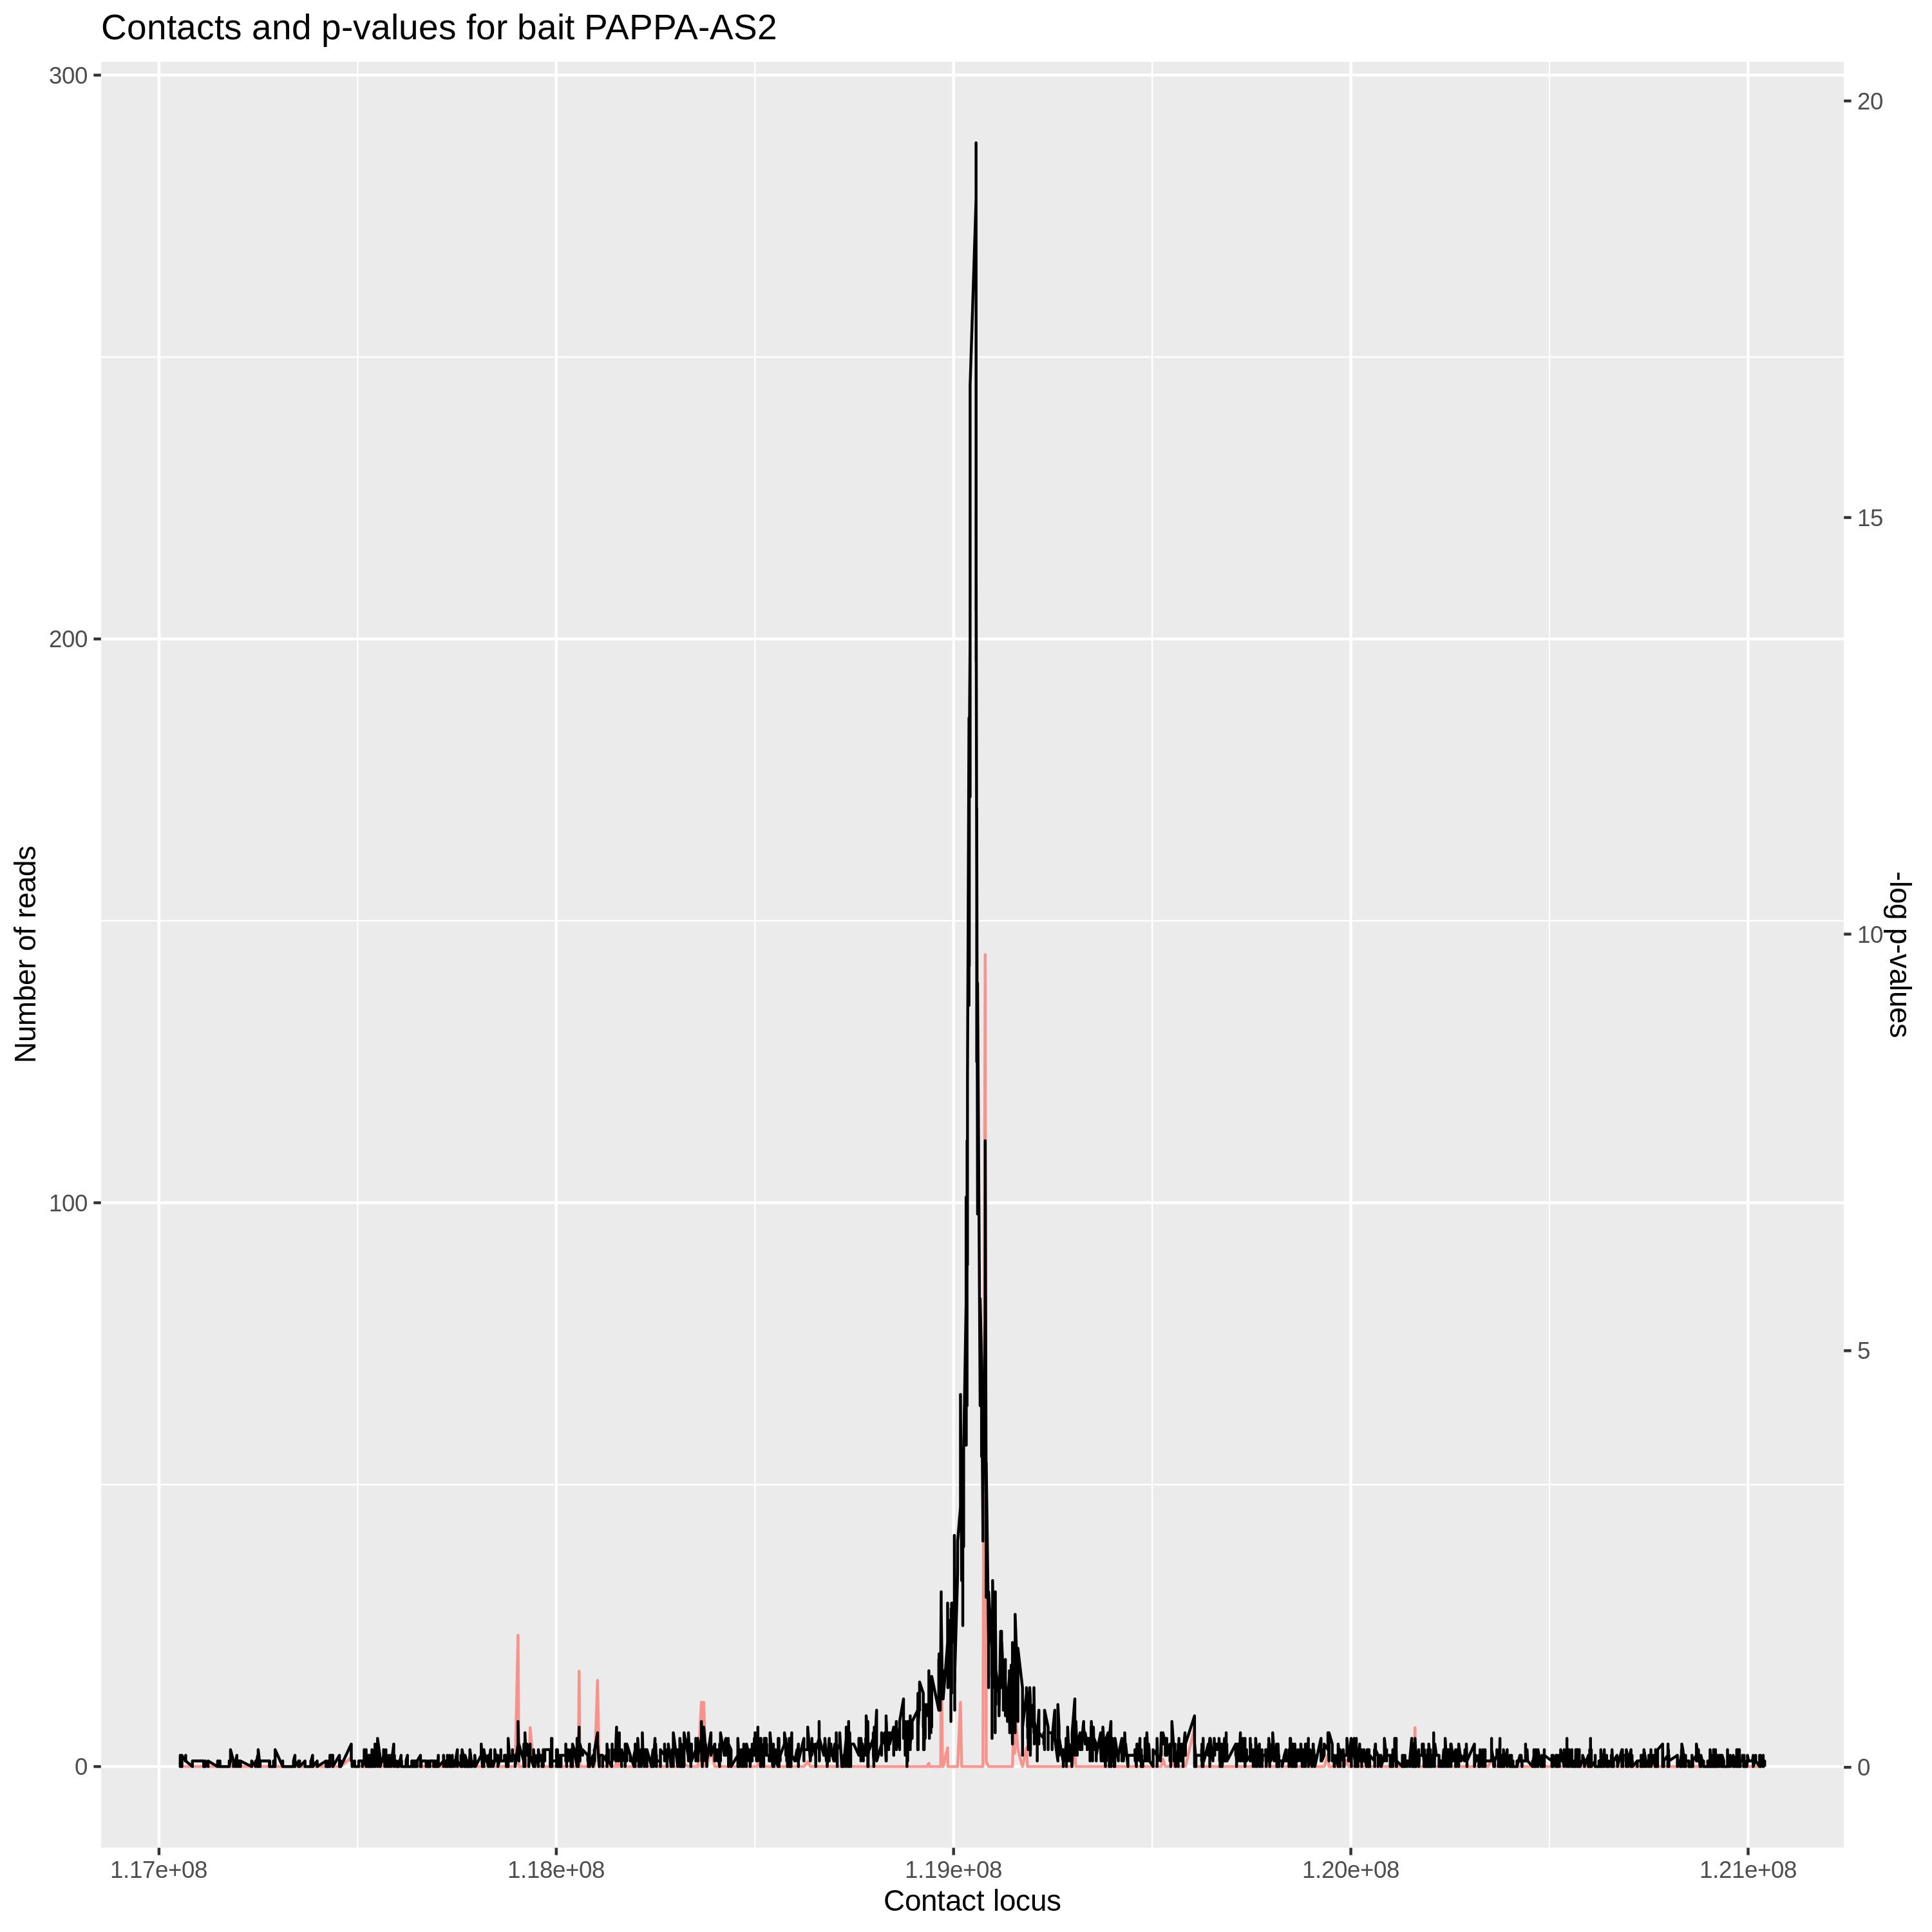 Contacts and p-values for bait PAPPA-AS2
300
200
100
0
Number of reads
20
15
10
5
0
-log p-values
1.17e+08
1.18e+08
1.19e+08
1.20e+08
1.21e+08
Contact locus